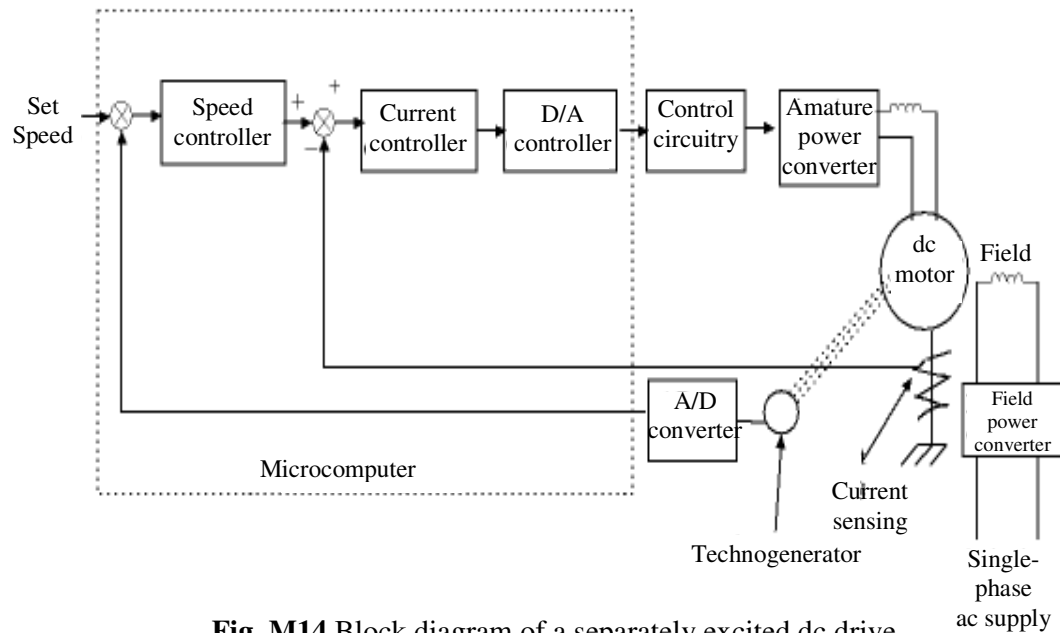 Set
Speed
Speed
controller
+
+
−
Current
controller
D/A
controller
Control
circuitry
Amature
power
converter
dc
motor
Field
A/D
converter
Field
power
converter
Microcomputer
Current
sensing
Technogenerator
Single-
phase
ac supply
Fig. M14 Block diagram of a separately excited dc drive